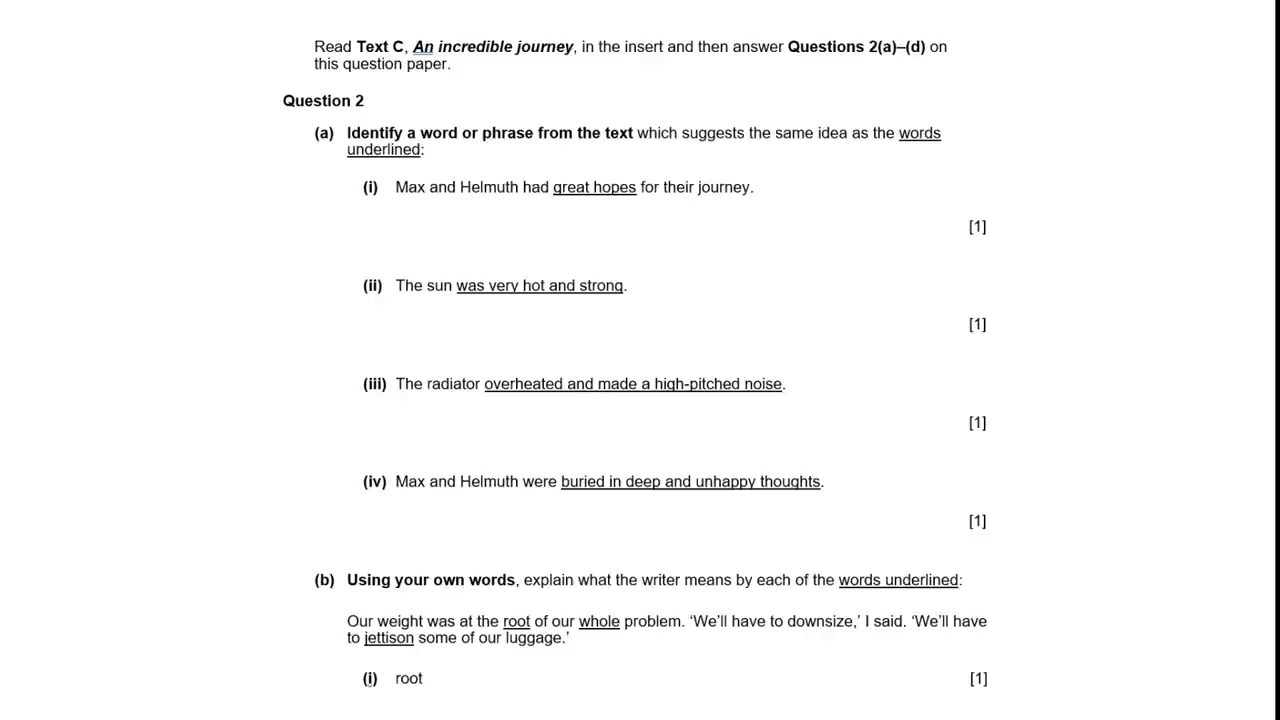 Read Text C, An incredible journey, in the insert and then answer Questions 2(a)–(d) on
this question paper.
Question 2
(a) Identify a word or phrase from the text which suggests the same idea as the words
underlined:
(i) Max and Helmuth had great hopes for their journey.
[1]
(ii) The sun was very hot and strong.
[1]
(iii) The radiator overheated and made a high-pitched noise.
[1]
(iv) Max and Helmuth were buried in deep and unhappy thoughts.
[1]
(b) Using your own words, explain what the writer means by each of the words underlined:
Our weight was at the root of our whole problem. ‘We’ll have to downsize,’ I said. ‘We’ll have
to jettison some of our luggage.’
(i) root [1]